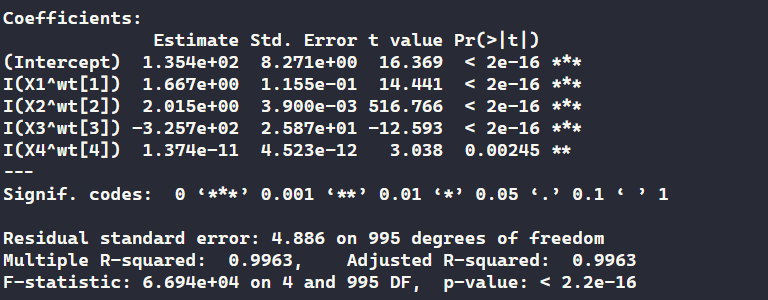 Coefficients:
              Estimate Std. Error t value Pr(>|t|)
(Intercept)  1.354e+02  8.271e+00  16.369  < 2e-16 ***
I(X1^wt[1])  1.667e+00  1.155e-01  14.441  < 2e-16 ***
I(X2^wt[2])  2.015e+00  3.900e-03 516.766  < 2e-16 ***
I(X3^wt[3]) -3.257e+02  2.587e+01 -12.593  < 2e-16 ***
I(X4^wt[4])  1.374e-11  4.523e-12   3.038  0.00245 **
---
Signif. codes:  0 ‘***’ 0.001 ‘**’ 0.01 ‘*’ 0.05 ‘.’ 0.1 ‘ ’ 1

Residual standard error: 4.886 on 995 degrees of freedom
Multiple R-squared:  0.9963,    Adjusted R-squared:  0.9963
F-statistic: 6.694e+04 on 4 and 995 DF,  p-value: < 2.2e-16